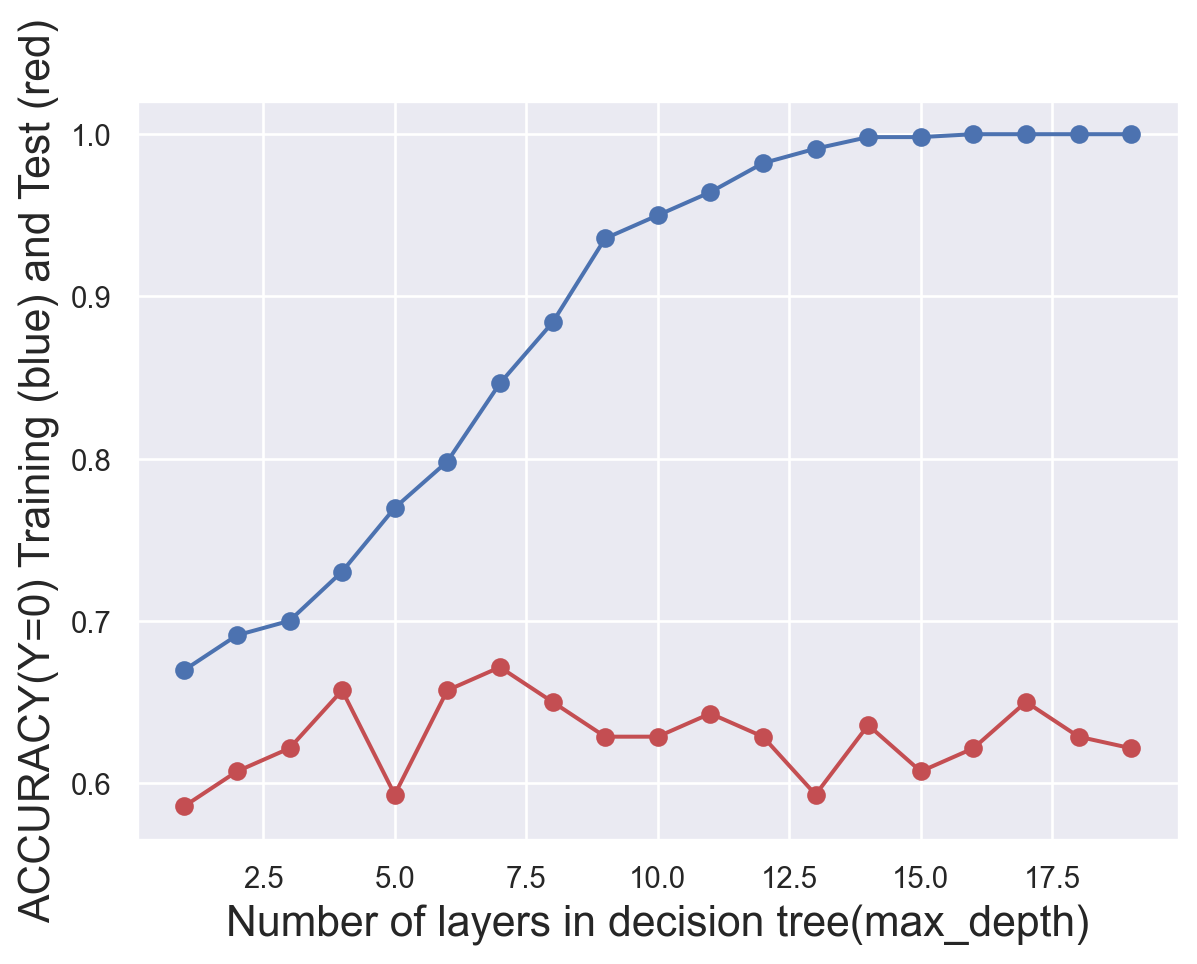 ACCURACY(Y=0) Training (blue) and Test (red)
1.0
0.9
0.8
0.7
0.6
2.5 5.0 7.5 10.0 12.5 15.0 17.5
Number of layers in decision tree(max_depth)